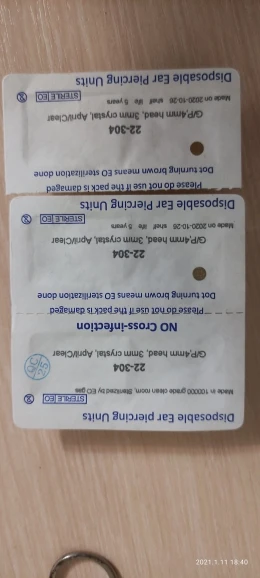 Disposable Ear piercing Units
STERILE EO
Made in 100000 grade clean room, Sterilized by EO gas
22-304
G/P,4mm head, 3mm crystal, April/Clear
QC
NO Cross-infection
Please do not use if the pack is damaged
Dot turning brown means EO sterilization done
22-304
G/P,4mm head, 3mm crystal, April/Clear
Made on 2020-10-26 shelf life 5 years STERILE EO
Disposable Ear Piercing Units
Please do not use if the pack is damaged
Dot turning brown means EO sterilization done
22-304
G/P,4mm head, 3mm crystal, April/Clear
Made on 2020-10-26 shelf life 5 years STERILE EO
Disposable Ear Piercing Units
2021.1.11 18:40